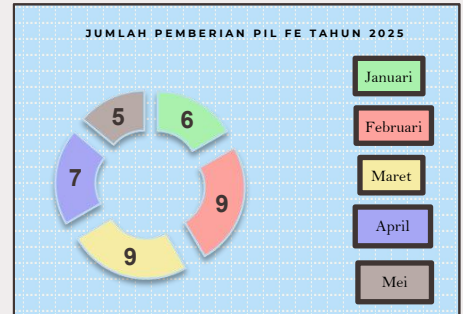 JUMLAH PEMBERIAN PIL FE TAHUN 2025
5
6
7
9
9
Januari
Februari
Maret
April
Mei